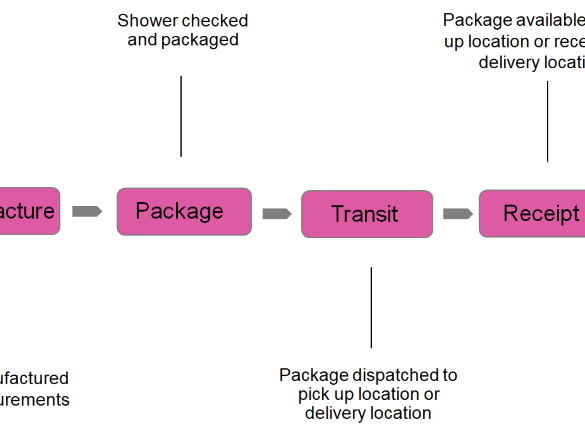 Shower checked
and packaged
Package available
up location or rece
delivery locati
acture
Package
Transit
Receipt
ufactured
urements
Package dispatched to
pick up location or
delivery location